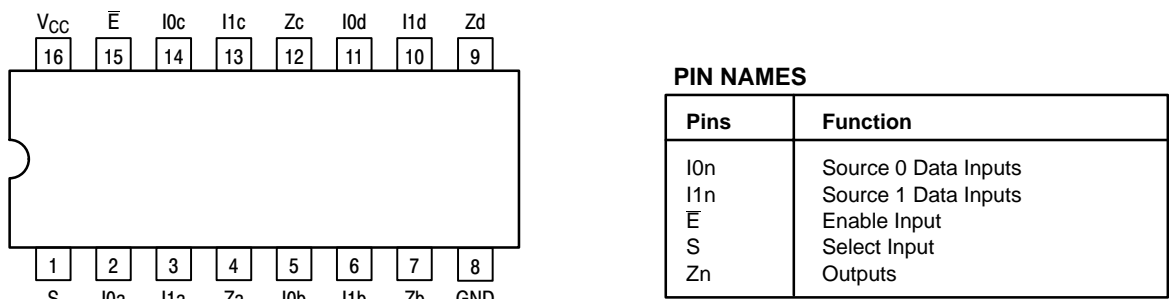 V_CC E̅ I0c I1c Zc I0d I1d Zd
16 15 14 13 12 11 10 9
1 2 3 4 5 6 7 8
S I0a I1a Za I0b I1b Zb GND
PIN NAMES
Pins Function
I0n Source 0 Data Inputs
I1n Source 1 Data Inputs
E̅ Enable Input
S Select Input
Zn Outputs